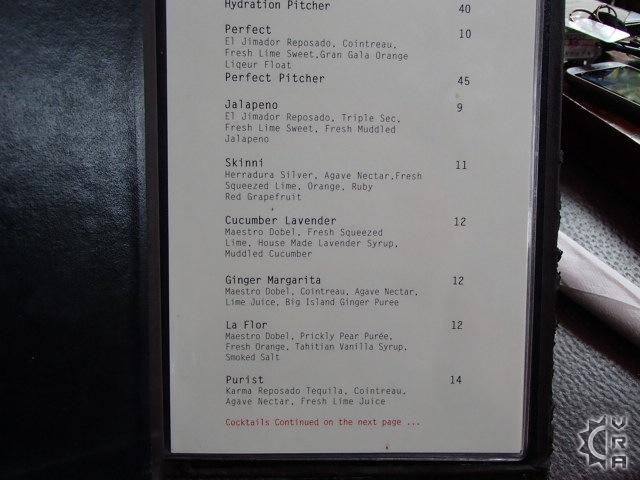 Hydration Pitcher 40
Perfect 10
El Jimador Reposado, Cointreau,
Fresh Lime Sweet,Gran Gala Orange
Liqeur Float
Perfect Pitcher 45
Jalapeno 9
El Jimador Reposado, Triple Sec,
Fresh Lime Sweet, Fresh Muddled
Jalapeno
Skinni 11
Herradura Silver, Agave Nectar,Fresh
Squeezed Lime, Orange, Ruby
Red Grapefruit
Cucumber Lavender 12
Maestro Dobel, Fresh Squeezed
Lime, House Made Lavender Syrup,
Muddled Cucumber
Ginger Margarita 12
Maestro Dobel, Cointreau, Agave Nectar,
Lime Juice, Big Island Ginger Puree
La Flor 12
Maestro Dobel, Prickly Pear Purée,
Fresh Orange, Tahitian Vanilla Syrup,
Smoked Salt
Purist 14
Karma Reposado Tequila, Cointreau,
Agave Nectar, Fresh Lime Juice
Cocktails Continued on the next page ...
VRA